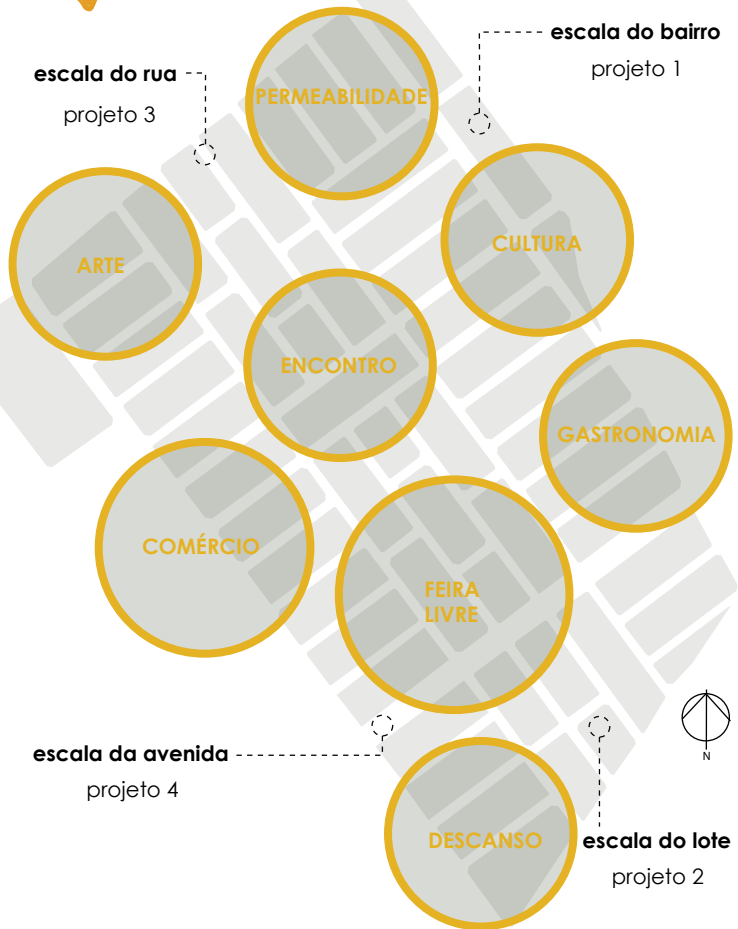 escala do bairro
projeto 1
escala do rua
projeto 3
PERMEABILIDADE
CULTURA
ARTE
ENCONTRO
GASTRONOMIA
COMÉRCIO
FEIRA
LIVRE
N
escala da avenida
projeto 4
DESCANSO
escala do lote
projeto 2